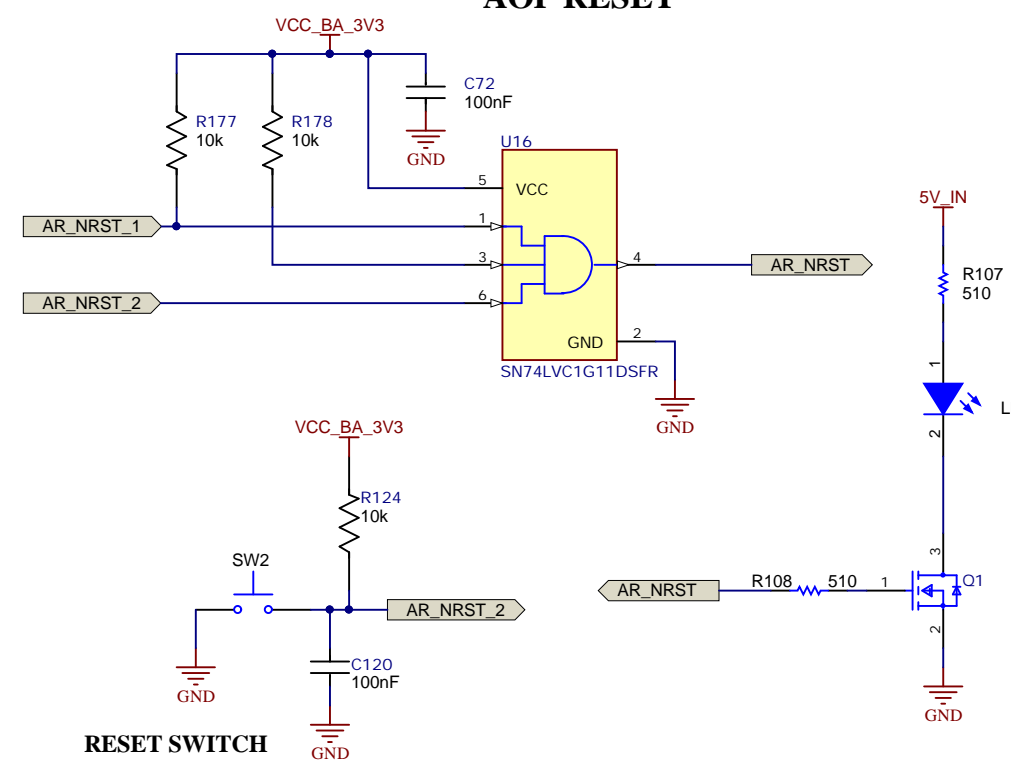 AOP RESET
VCC_BA_3V3
C72
100nF
R177
10k
R178
10k
GND
U16
5
VCC
AR_NRST_1
1
3
4
AR_NRST
AR_NRST_2
6
GND
2
SN74LVC1G11DSFR
GND
5V_IN
R107
510
1
L
2
VCC_BA_3V3
R124
10k
SW2
AR_NRST_2
C120
100nF
GND
GND
RESET SWITCH
AR_NRST
R108
510
1
3
Q1
2
GND